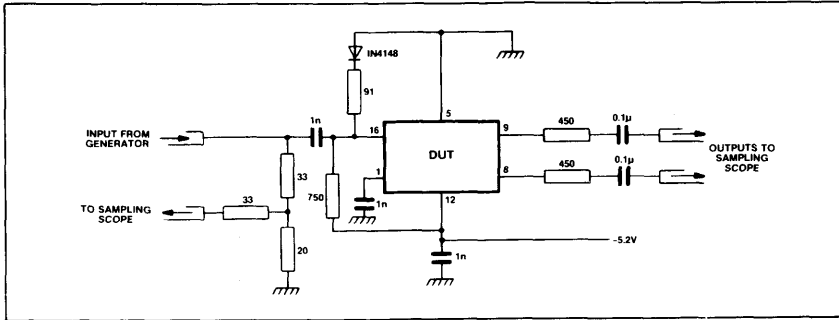 IN4148
91
1n
5
INPUT FROM
GENERATOR
16
9
450
0.1µ
DUT
OUTPUTS TO
SAMPLING
SCOPE
33
1
8
450
0.1µ
750
33
12
TO SAMPLING
SCOPE
1n
-5.2V
20
1n